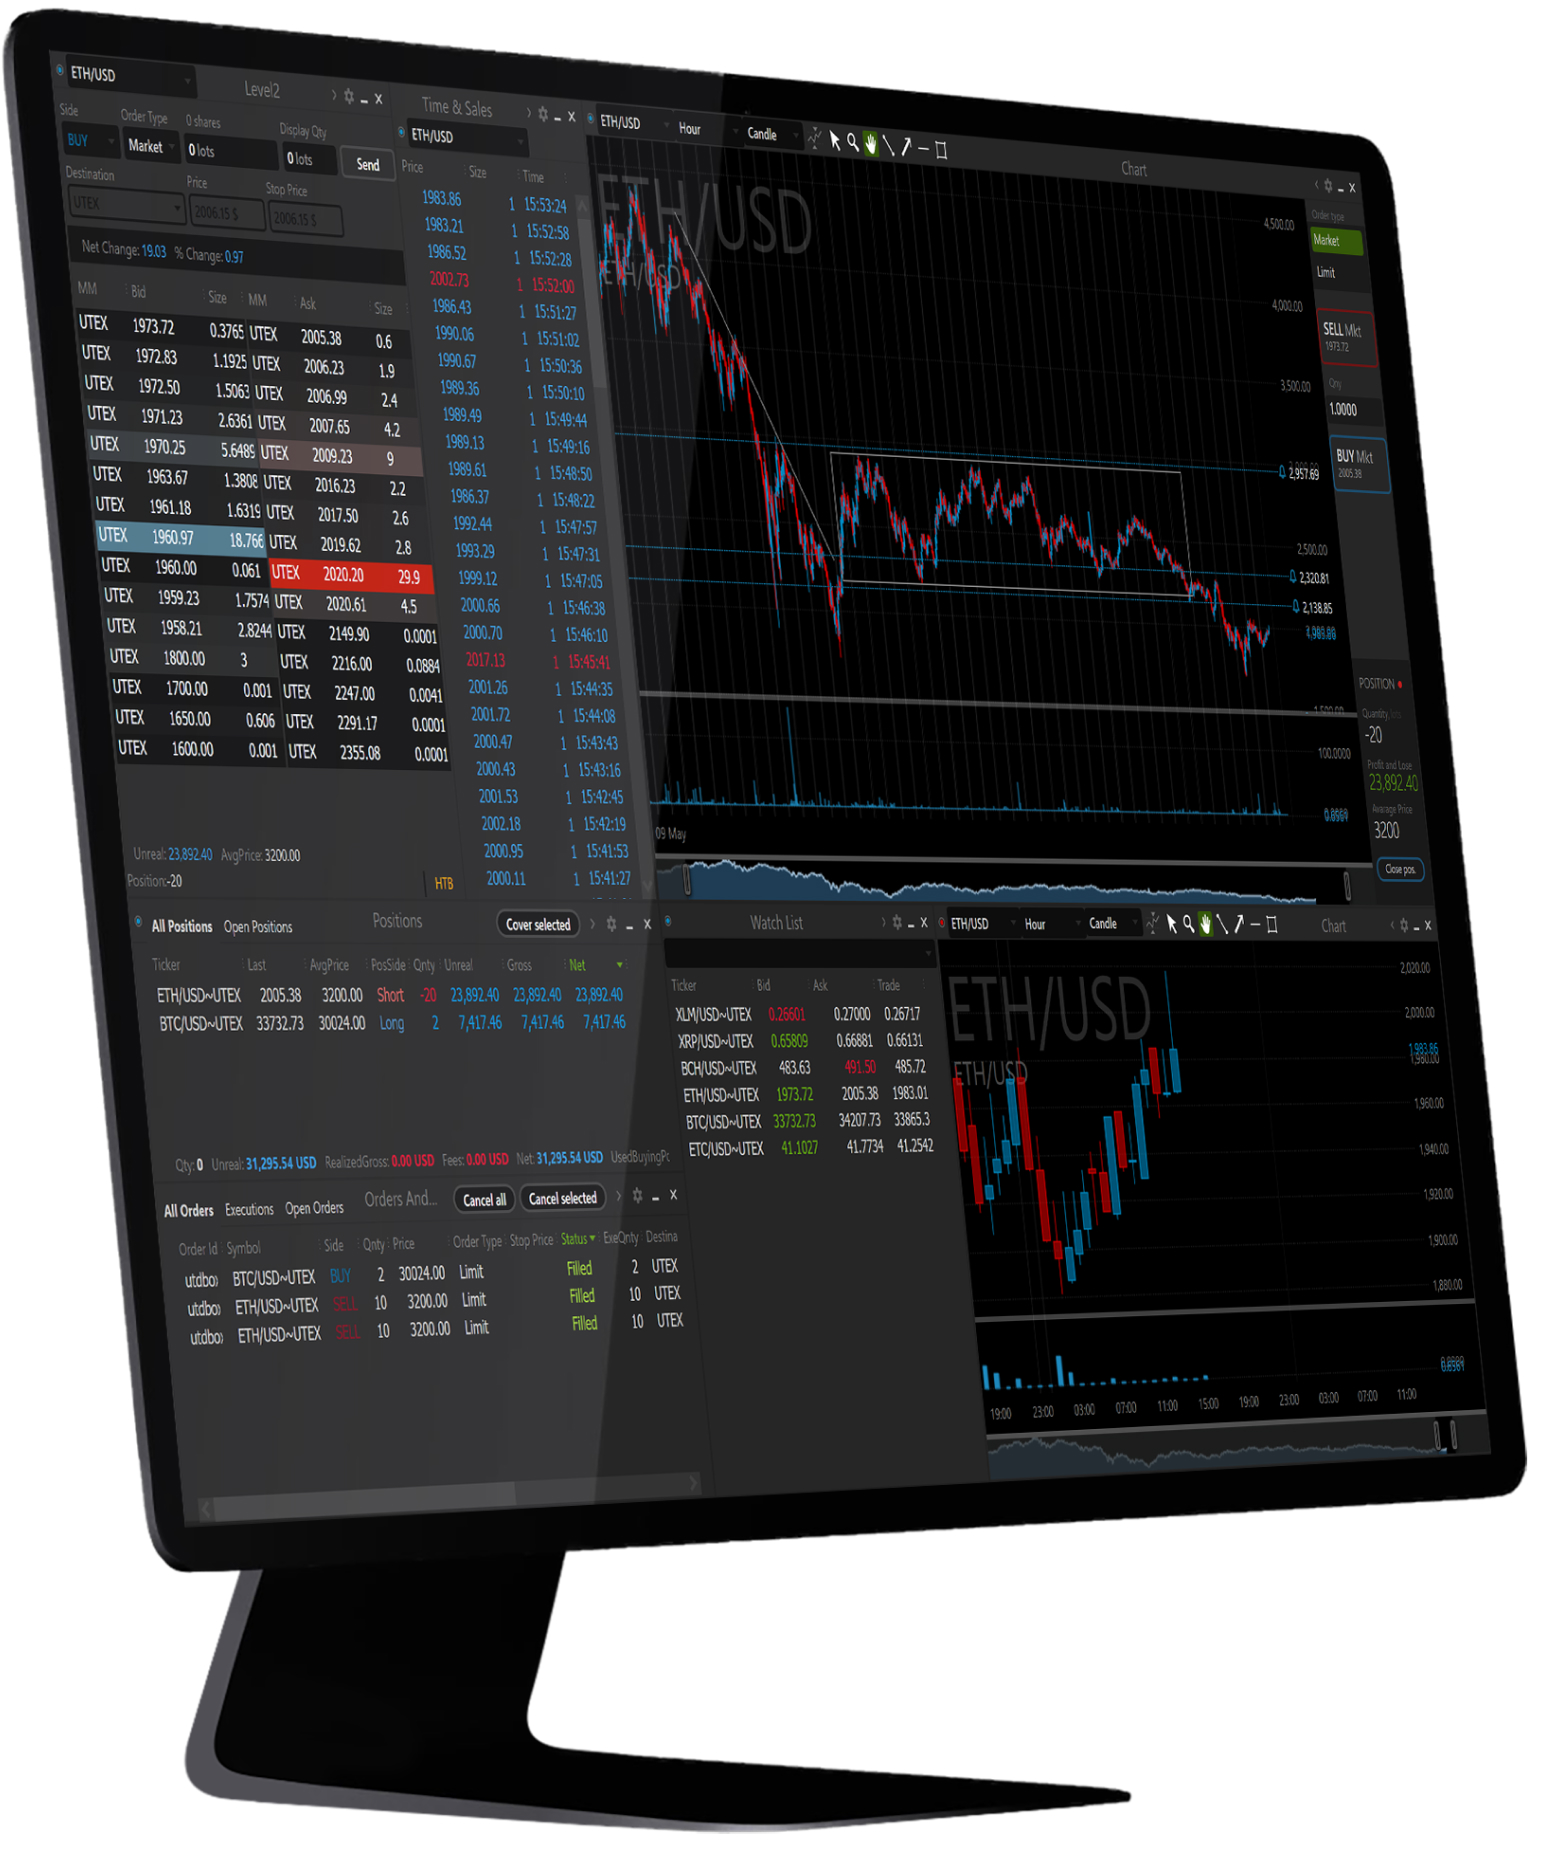 ETH/USD
Level2
Side
Order Type
0 shares
Display Qty
BUY
Market
0 lots
0 lots
Send
Destination
Price
Stop Price
UTEX
2006.15 $
2006.15 $
Net Change: 19.03 % Change: 0.97
MM Bid Size MM Ask Size
UTEX 1973.72 0.3765 UTEX 2005.38 0.6
UTEX 1972.83 1.1925 UTEX 2006.23 1.9
UTEX 1972.50 1.5063 UTEX 2006.99 2.4
UTEX 1971.23 2.6361 UTEX 2007.65 4.2
UTEX 1970.25 5.6489 UTEX 2009.23 9
UTEX 1963.67 1.3808 UTEX 2016.23 2.2
UTEX 1961.18 1.6319 UTEX 2017.50 2.6
UTEX 1960.97 18.766 UTEX 2019.62 2.8
UTEX 1960.00 0.061 UTEX 2020.20 29.9
UTEX 1959.23 1.7574 UTEX 2020.61 4.5
UTEX 1958.21 2.8244 UTEX 2149.90 0.0001
UTEX 1800.00 3 UTEX 2216.00 0.0884
UTEX 1700.00 0.001 UTEX 2247.00 0.0041
UTEX 1650.00 0.606 UTEX 2291.17 0.0001
UTEX 1600.00 0.001 UTEX 2355.08 0.0001
Unreal: 23,892.40 AvgPrice: 3200.00
Position:-20
HTB
Time & Sales
ETH/USD
Price Size Time
1983.86 1 15:53:24
1983.21 1 15:52:58
1986.52 1 15:52:28
2002.73 1 15:52:00
1986.43 1 15:51:27
1990.06 1 15:51:02
1990.67 1 15:50:36
1989.36 1 15:50:10
1989.49 1 15:49:44
1989.13 1 15:49:16
1989.61 1 15:48:50
1986.37 1 15:48:22
1992.44 1 15:47:57
1993.29 1 15:47:31
1999.12 1 15:47:05
2000.66 1 15:46:38
2000.70 1 15:46:10
2017.13 1 15:45:41
2001.26 1 15:44:35
2001.72 1 15:44:08
2000.47 1 15:43:43
2000.43 1 15:43:16
2001.53 1 15:42:45
2002.18 1 15:42:19
2000.95 1 15:41:53
2000.11 1 15:41:27
ETH/USD Hour Candle
Chart
ETH/USD
ETH/USD
4,500.00
4,000.00
3,500.00
2,957.69
2,500.00
2,320.81
2,138.85
1,500.00
100.0000
09 May
Order type
Market
Limit
SELL Mkt
1973.72
Qny
1.0000
BUY Mkt
2005.38
POSITION
Quantity, lots
-20
Profit and Lose
23,892.40
Avarage Price
3200
Close pos.
All Positions Open Positions Positions Cover selected
Ticker Last AvgPrice PosSide Qnty Unreal Gross Net
ETH/USD~UTEX 2005.38 3200.00 Short -20 23,892.40 23,892.40 23,892.40
BTC/USD~UTEX 33732.73 30024.00 Long 2 7,417.46 7,417.46 7,417.46
Qty: 0 Unreal: 31,295.54 USD RealizedGross: 0.00 USD Fees: 0.00 USD Net: 31,295.54 USD UsedBuyingPc
All Orders Executions Open Orders Orders And... Cancel all Cancel selected
Order Id Symbol Side Qnty Price Order Type Stop Price Status ExeQnty Destina
utdbo BTC/USD~UTEX BUY 2 30024.00 Limit Filled 2 UTEX
utdbo ETH/USD~UTEX SELL 10 3200.00 Limit Filled 10 UTEX
utdbo ETH/USD~UTEX SELL 10 3200.00 Limit Filled 10 UTEX
Watch List
Ticker Bid Ask Trade
XLM/USD~UTEX 0.26601 0.27000 0.26717
XRP/USD~UTEX 0.65809 0.66881 0.66131
BCH/USD~UTEX 483.63 491.50 485.72
ETH/USD~UTEX 1973.72 2005.38 1983.01
BTC/USD~UTEX 33732.73 34207.73 33865.3
ETC/USD~UTEX 41.1027 41.7734 41.2542
ETH/USD Hour Candle
Chart
ETH/USD
ETH/USD
2,020.00
2,000.00
1,983.86
1,980.00
1,960.00
1,940.00
1,920.00
1,900.00
1,880.00
19:00 23:00 03:00 07:00 11:00 15:00 19:00 23:00 03:00 07:00 11:00